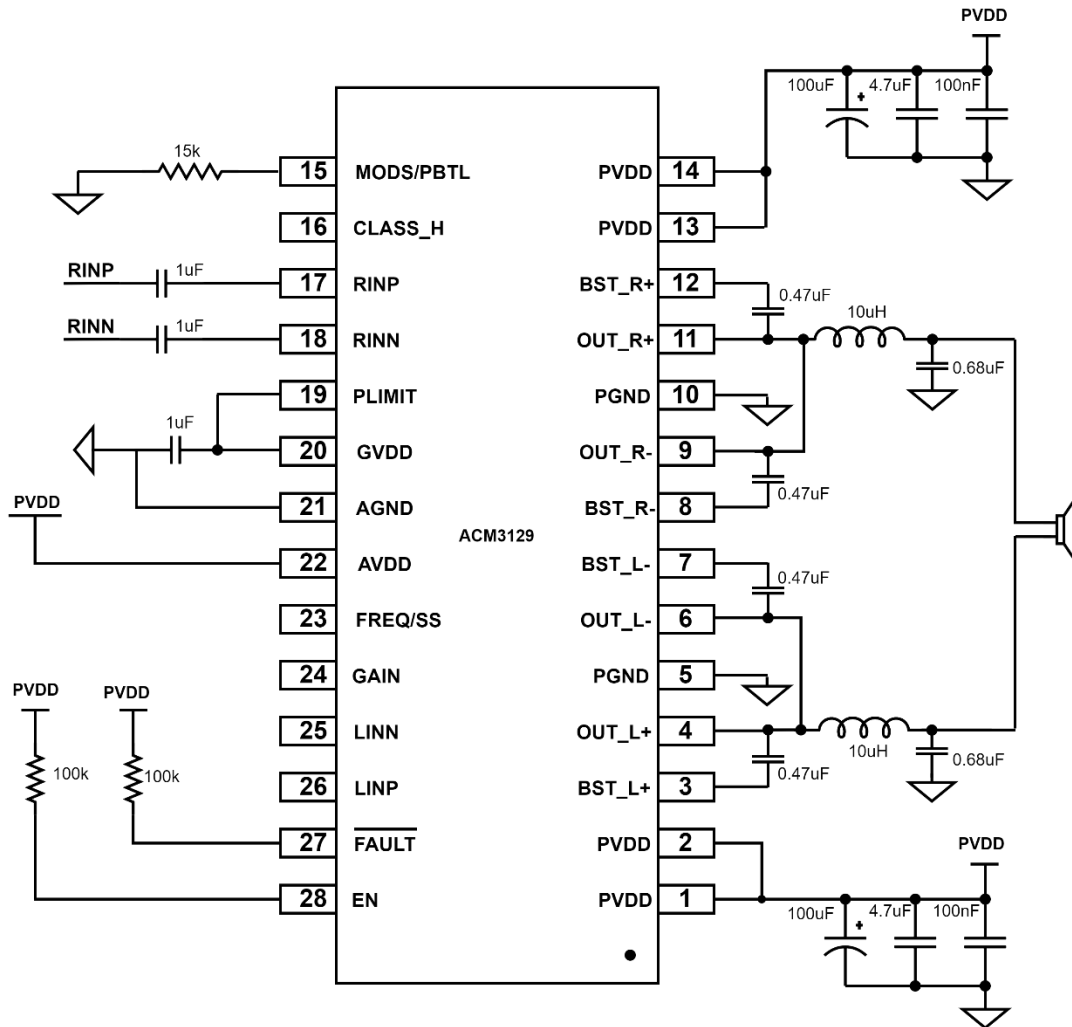 PVDD
100uF
+
4.7uF
100nF
15k
15 MODS/PBTL
PVDD 14
16 CLASS_H
PVDD 13
RINP
1uF
17 RINP
BST_R+ 12
0.47uF
10uH
RINN
1uF
18 RINN
OUT_R+ 11
0.68uF
19 PLIMIT
PGND 10
1uF
20 GVDD
OUT_R- 9
0.47uF
21 AGND
BST_R- 8
PVDD
ACM3129
22 AVDD
BST_L- 7
0.47uF
23 FREQ/SS
OUT_L- 6
24 GAIN
PGND 5
PVDD
PVDD
25 LINN
OUT_L+ 4
10uH
0.68uF
100k
100k
26 LINP
BST_L+ 3
0.47uF
27 FAULT
PVDD 2
PVDD
28 EN
PVDD 1
100uF
+
4.7uF
100nF